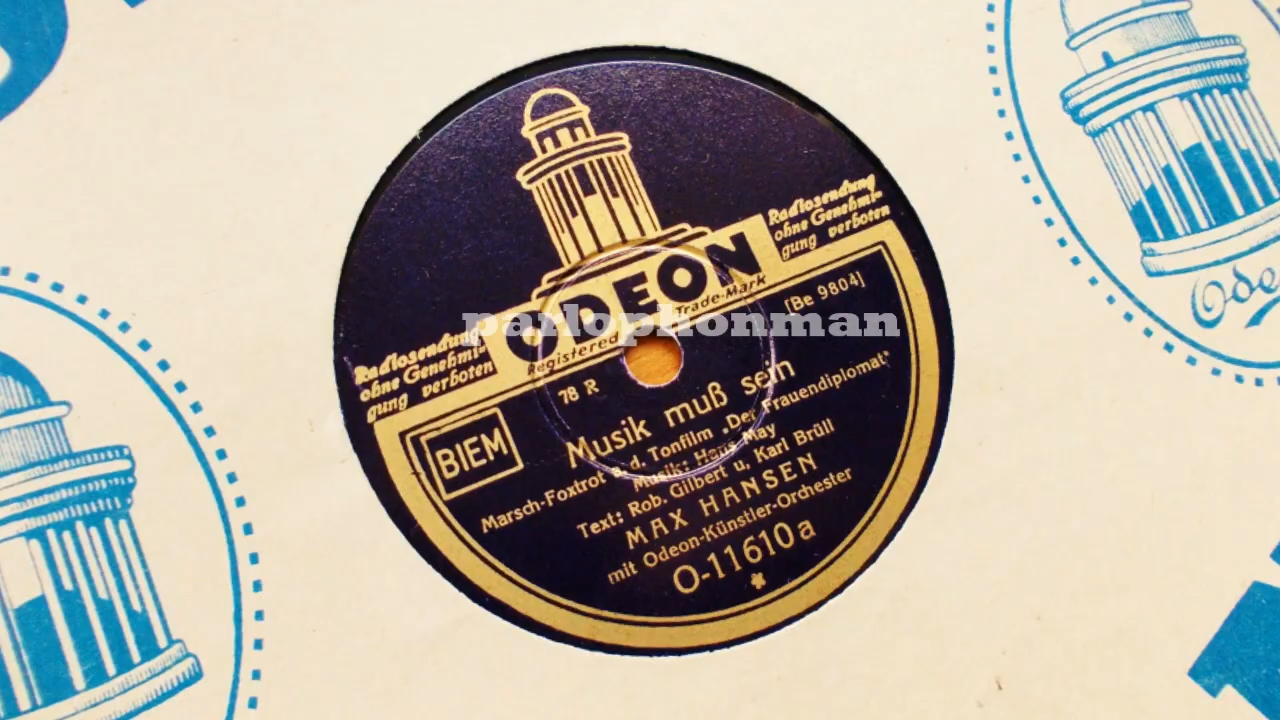 Radiosendung
ohne Genehmi-
gung verboten
ODEON
Registered
Trade-Mark
Radiosendung
ohne Genehmi-
gung verboten
parlophonman
[Be 9804]
78 R
BIEM
Musik muß sein
Marsch-Foxtrot a. d. Tonfilm „Der Frauendiplomat"
Musik: Hans May
Text: Rob. Gilbert u. Karl Brüll
MAX HANSEN
mit Odeon-Künstler-Orchester
O-11610a
Ode